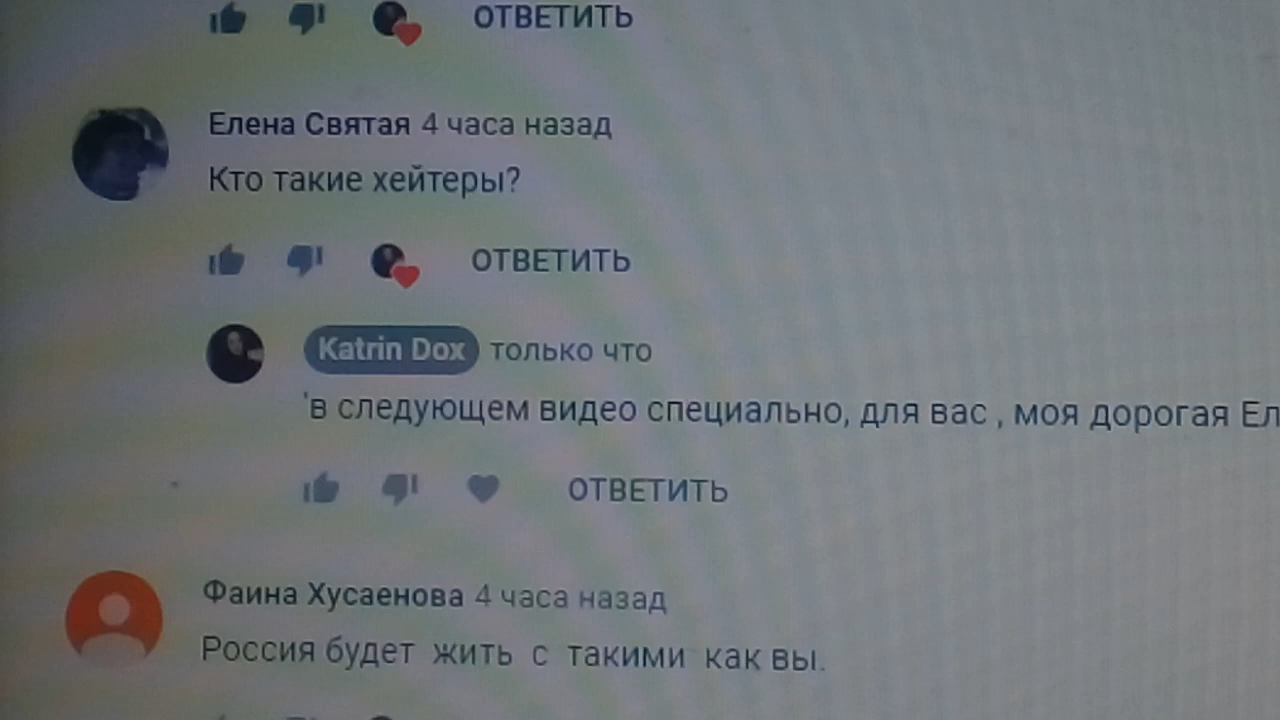 ОТВЕТИТЬ
Елена Святая 4 часа назад
Кто такие хейтеры?
ОТВЕТИТЬ
Katrin Dox только что
'в следующем видео специально, для вас , моя дорогая Ел
ОТВЕТИТЬ
Фаина Хусаенова 4 часа назад
Россия будет жить с такими как вы.